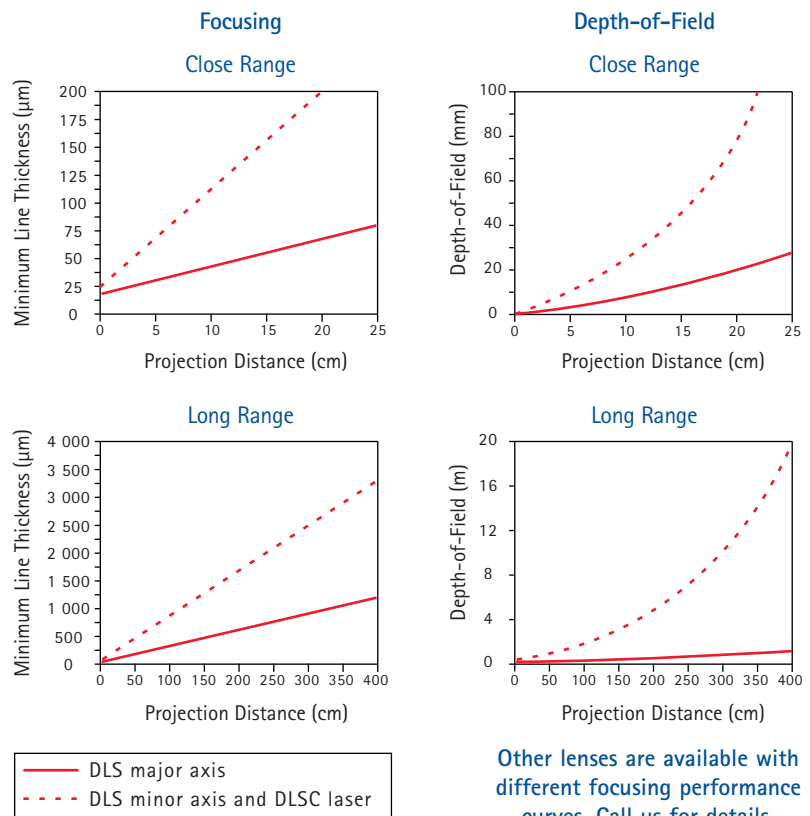 Focusing
Close Range
Minimum Line Thickness (µm)
200
175
150
125
100
75
50
25
0
0 5 10 15 20 25
Projection Distance (cm)
Depth-of-Field
Close Range
Depth-of-Field (mm)
100
80
60
40
20
0
0 5 10 15 20 25
Projection Distance (cm)
Long Range
Minimum Line Thickness (µm)
4 000
3 500
3 000
2 500
2 000
1 500
1 000
500
0
0 50 100 150 200 250 300 350 400
Projection Distance (cm)
Long Range
Depth-of-Field (m)
20
16
12
8
4
0
0 50 100 150 200 250 300 350 400
Projection Distance (cm)
DLS major axis
DLS minor axis and DLSC laser
Other lenses are available with
different focusing performance
curves. Call us for details